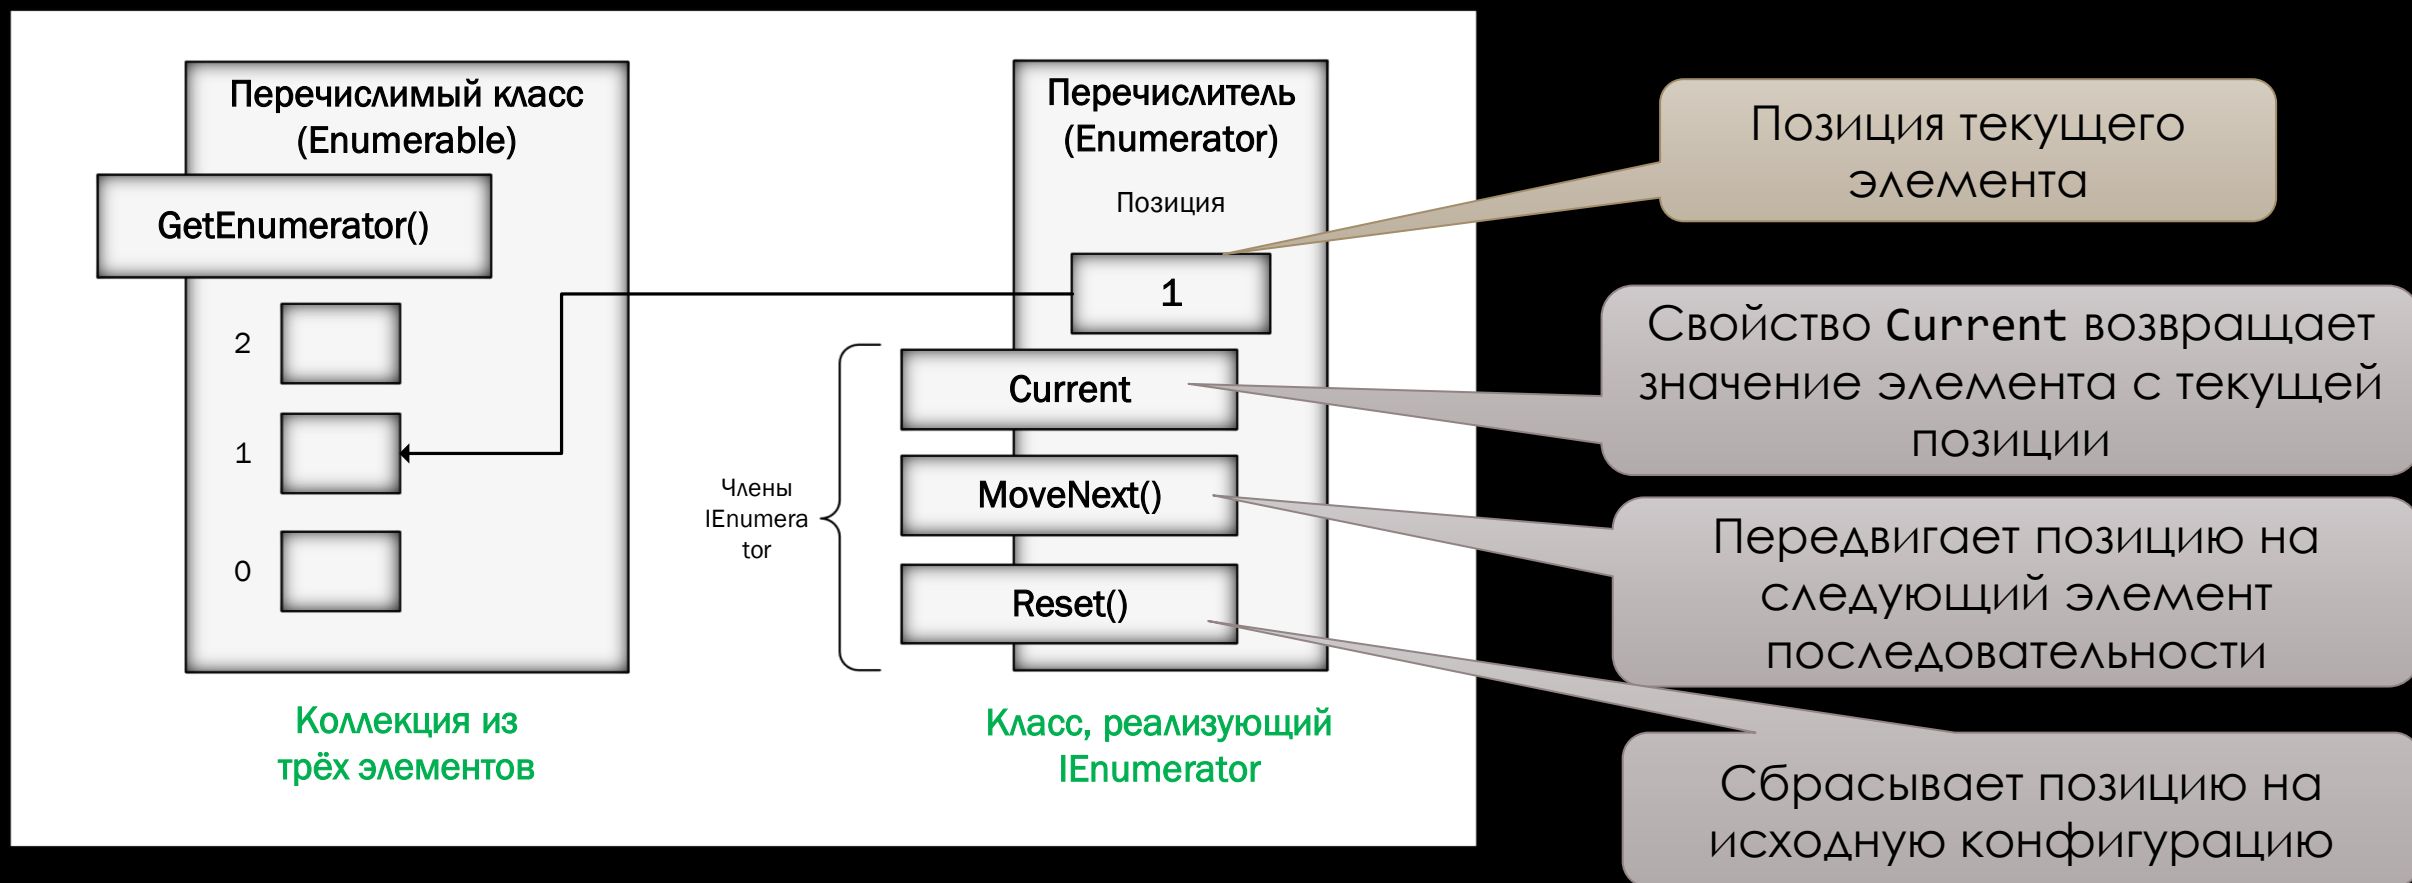 Перечислимый класс
(Enumerable)
GetEnumerator()
2
1
0
Коллекция из
трёх элементов
Перечислитель
(Enumerator)
Позиция
1
Current
MoveNext()
Reset()
Члены
IEnumera
tor
Класс, реализующий
IEnumerator
Позиция текущего
элемента
Свойство Current возвращает
значение элемента с текущей
позиции
Передвигает позицию на
следующий элемент
последовательности
Сбрасывает позицию на
исходную конфигурацию